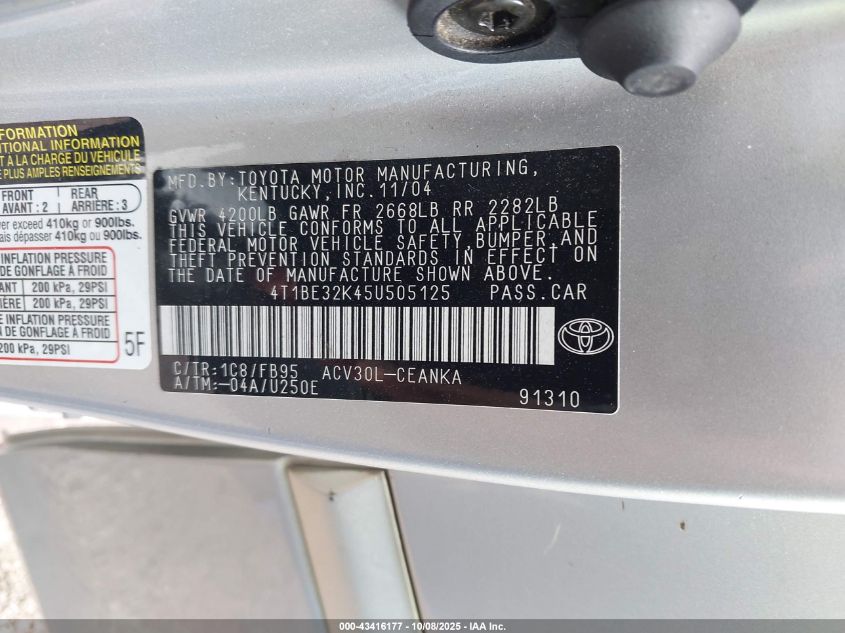 FORMATION
TIONAL INFORMATION
T À LA CHARGE DU VÉHICULE
E PLUS AMPLES RENSEIGNEMENTS
FRONT
AVANT : 2
REAR
ARRIÈRE : 3
er exceed 410kg or 900lbs.
ais dépasser 410kg ou 900lbs.
INFLATION PRESSURE
DE GONFLAGE À FROID
ANT 200 kPa, 29PSI
IÈRE 200 kPa, 29PSI
E INFLATION PRESSURE
N DE GONFLAGE À FROID
200 kPa, 29PSI
5F
MFD.BY:TOYOTA MOTOR MANUFACTURING,
KENTUCKY,INC.11/04
GVWR 4200LB GAWR FR 2668LB RR 2282LB
THIS VEHICLE CONFORMS TO ALL APPLICABLE
FEDERAL MOTOR VEHICLE SAFETY,BUMPER,AND
THEFT PREVENTION STANDARDS IN EFFECT ON
THE DATE OF MANUFACTURE SHOWN ABOVE.
4T1BE32K45U505125 PASS.CAR
C/TR:1C8/FB95 ACV30L-CEANKA
A/TM:-04A/U250E
91310
000-43416177 - 10/08/2025 - IAA Inc.